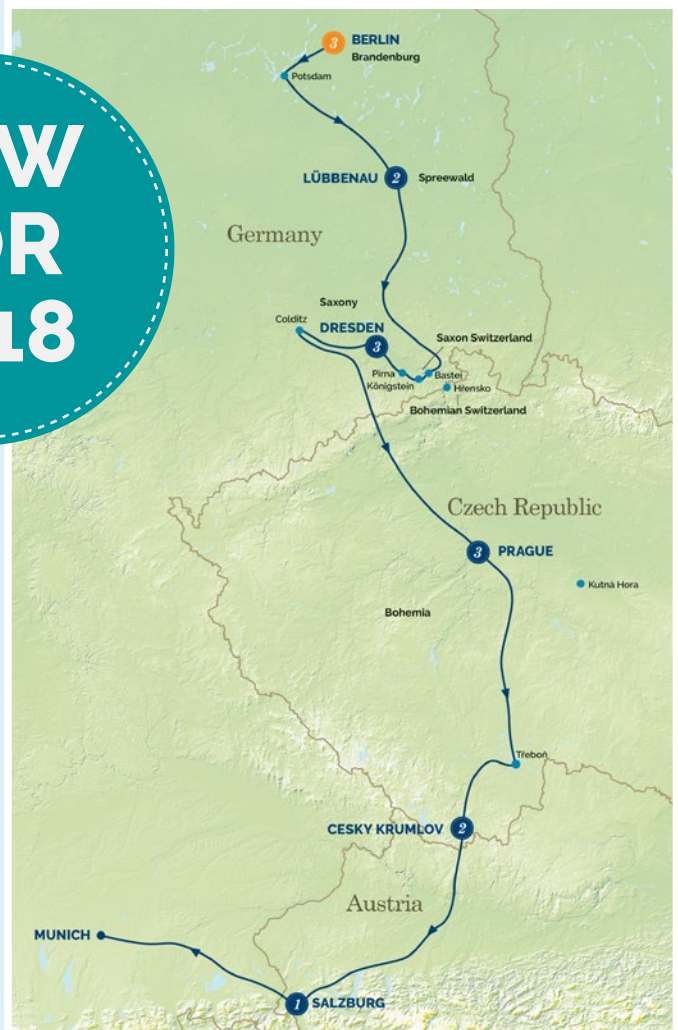 3 BERLIN
Brandenburg
Potsdam
LÜBBENAU 2 Spreewald
Germany
18
Saxony
Colditz
DRESDEN
3
Saxon Switzerland
Pirna
Bastei
Königstein
Hřensko
Bohemian Switzerland
Czech Republic
3 PRAGUE
Kutná Hora
Bohemia
Třeboň
CESKY KRUMLOV 2
Austria
MUNICH
1 SALZBURG